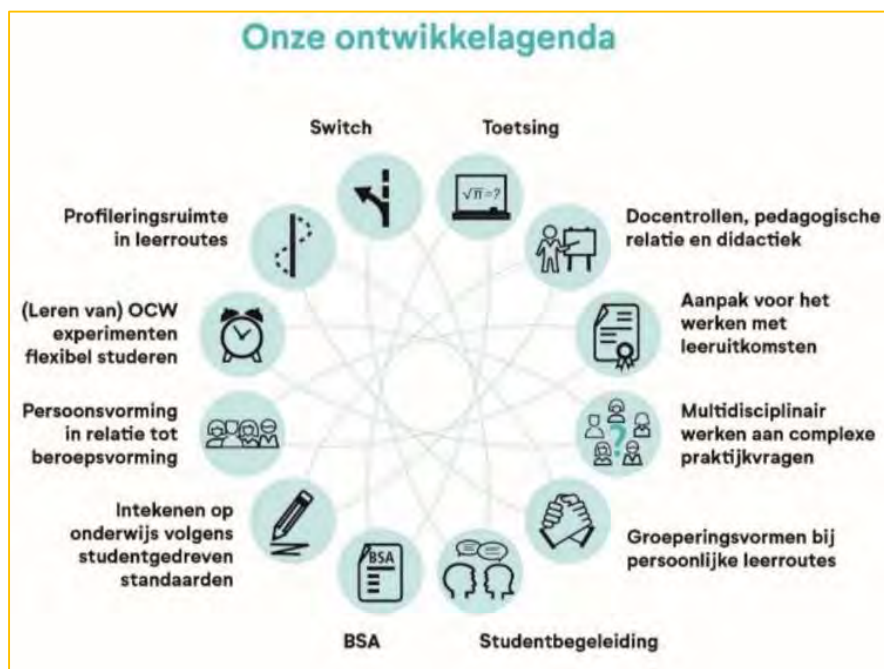 Onze ontwikkelagenda
Switch
Toetsing
√π=?
Profileringsruimte
in leerroutes
Docentrollen, pedagogische
relatie en didactiek
(Leren van) OCW
experimenten
flexibel studeren
Aanpak voor het
werken met
leeruitkomsten
Persoonsvorming
in relatie tot
beroepsvorming
?
Multidisciplinair
werken aan complexe
praktijkvragen
Intekenen op
onderwijs volgens
studentgedreven
standaarden
Groeperingsvormen bij
persoonlijke leerroutes
BSA
BSA
Studentbegeleiding